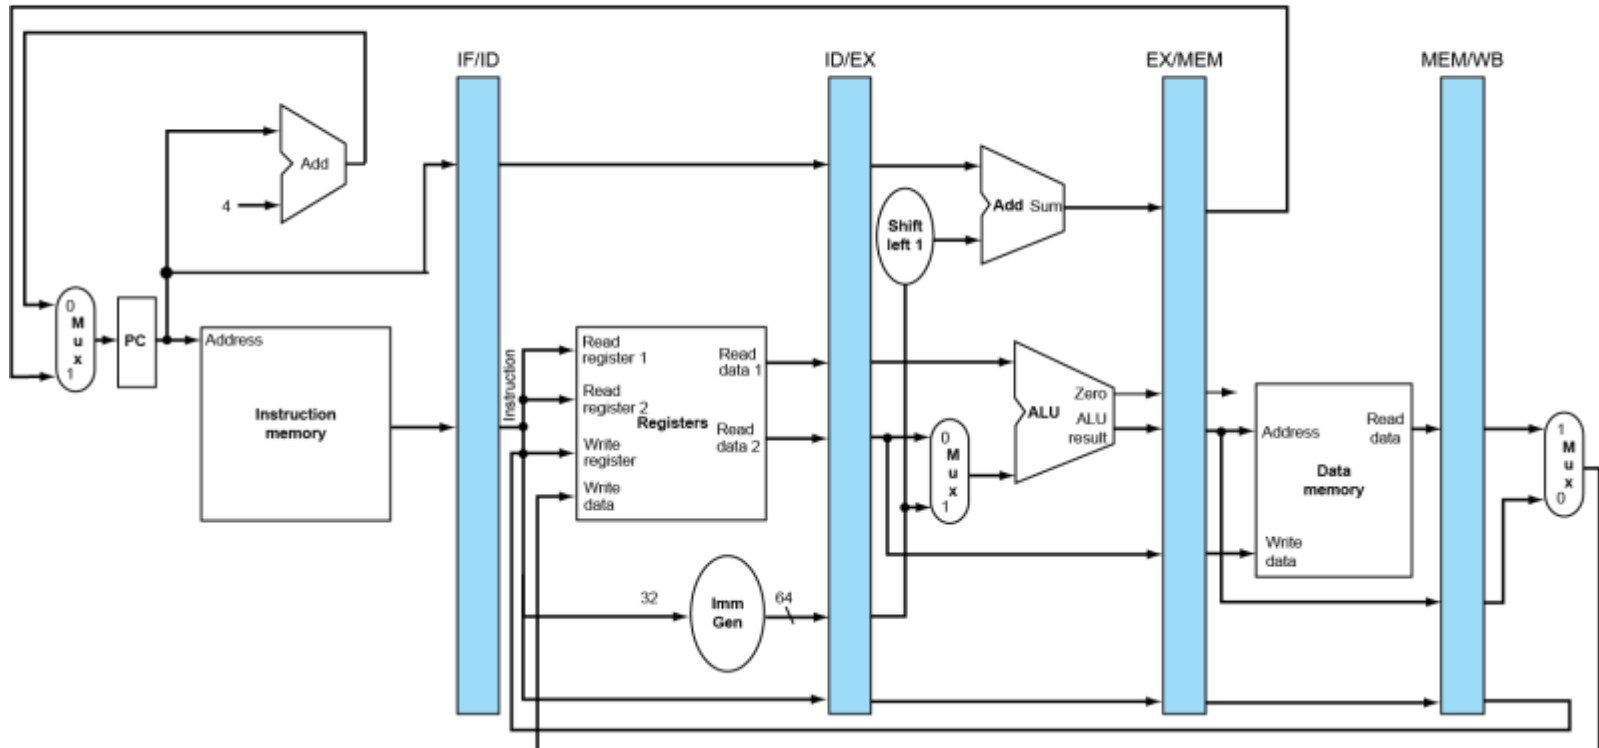 IF/ID
ID/EX
EX/MEM
MEM/WB
Add
4
Shift
left 1
Add Sum
0
M
u
x
1
PC
Address
Instruction
memory
Instruction
Read
register 1
Read
register 2
Write
register
Write
data
Registers
Read
data 1
Read
data 2
0
M
u
x
1
Zero
ALU
ALU
result
Address
Read
data
Data
memory
Write
data
1
M
u
x
0
32
Imm
Gen
64